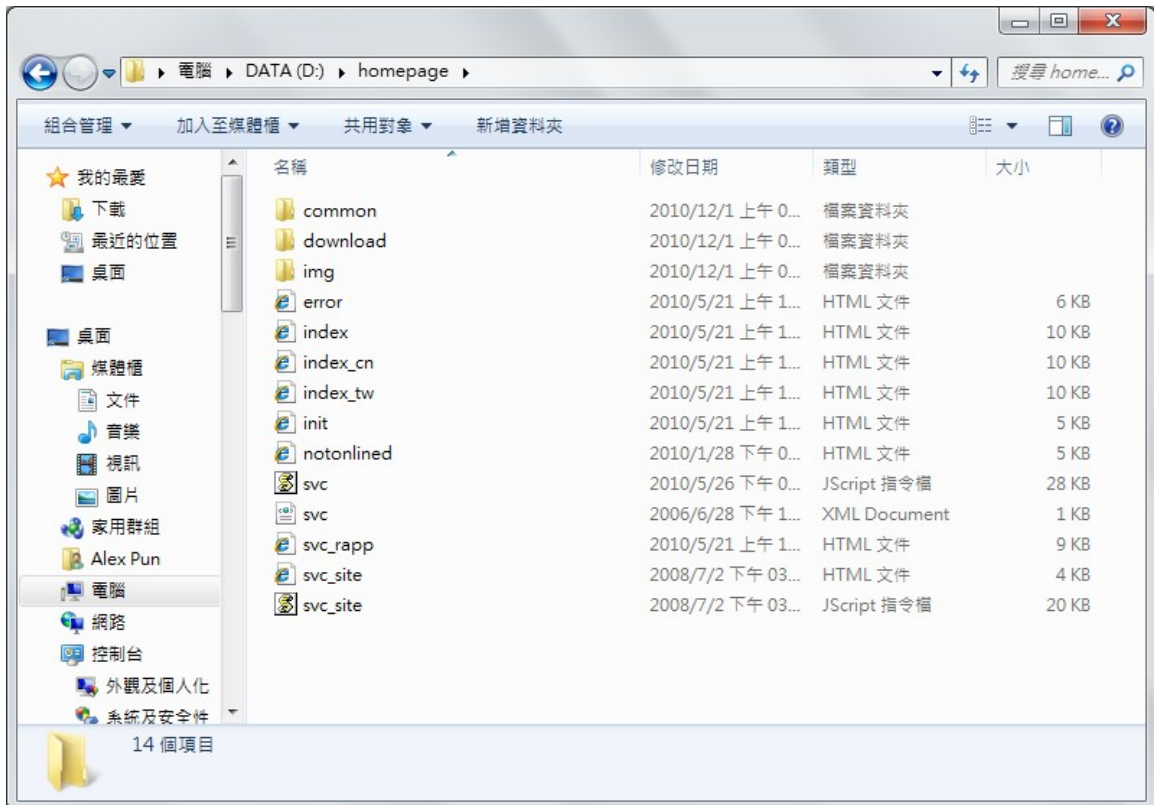 電腦 DATA (D:) homepage 搜尋 home...
組合管理 加入至媒體櫃 共用對象 新增資料夾
我的最愛
下載
最近的位置
桌面
桌面
媒體櫃
文件
音樂
視訊
圖片
家用群組
Alex Pun
電腦
網路
控制台
外觀及個人化
系統及安全性
名稱 修改日期 類型 大小
common 2010/12/1 上午 0... 檔案資料夾
download 2010/12/1 上午 0... 檔案資料夾
img 2010/12/1 上午 0... 檔案資料夾
error 2010/5/21 上午 1... HTML 文件 6 KB
index 2010/5/21 上午 1... HTML 文件 10 KB
index_cn 2010/5/21 上午 1... HTML 文件 10 KB
index_tw 2010/5/21 上午 1... HTML 文件 10 KB
init 2010/5/21 上午 1... HTML 文件 5 KB
notonlined 2010/1/28 下午 0... HTML 文件 5 KB
svc 2010/5/26 下午 0... JScript 指令檔 28 KB
svc 2006/6/28 下午 1... XML Document 1 KB
svc_rapp 2010/5/21 上午 1... HTML 文件 9 KB
svc_site 2008/7/2 下午 03... HTML 文件 4 KB
svc_site 2008/7/2 下午 03... JScript 指令檔 20 KB
14 個項目